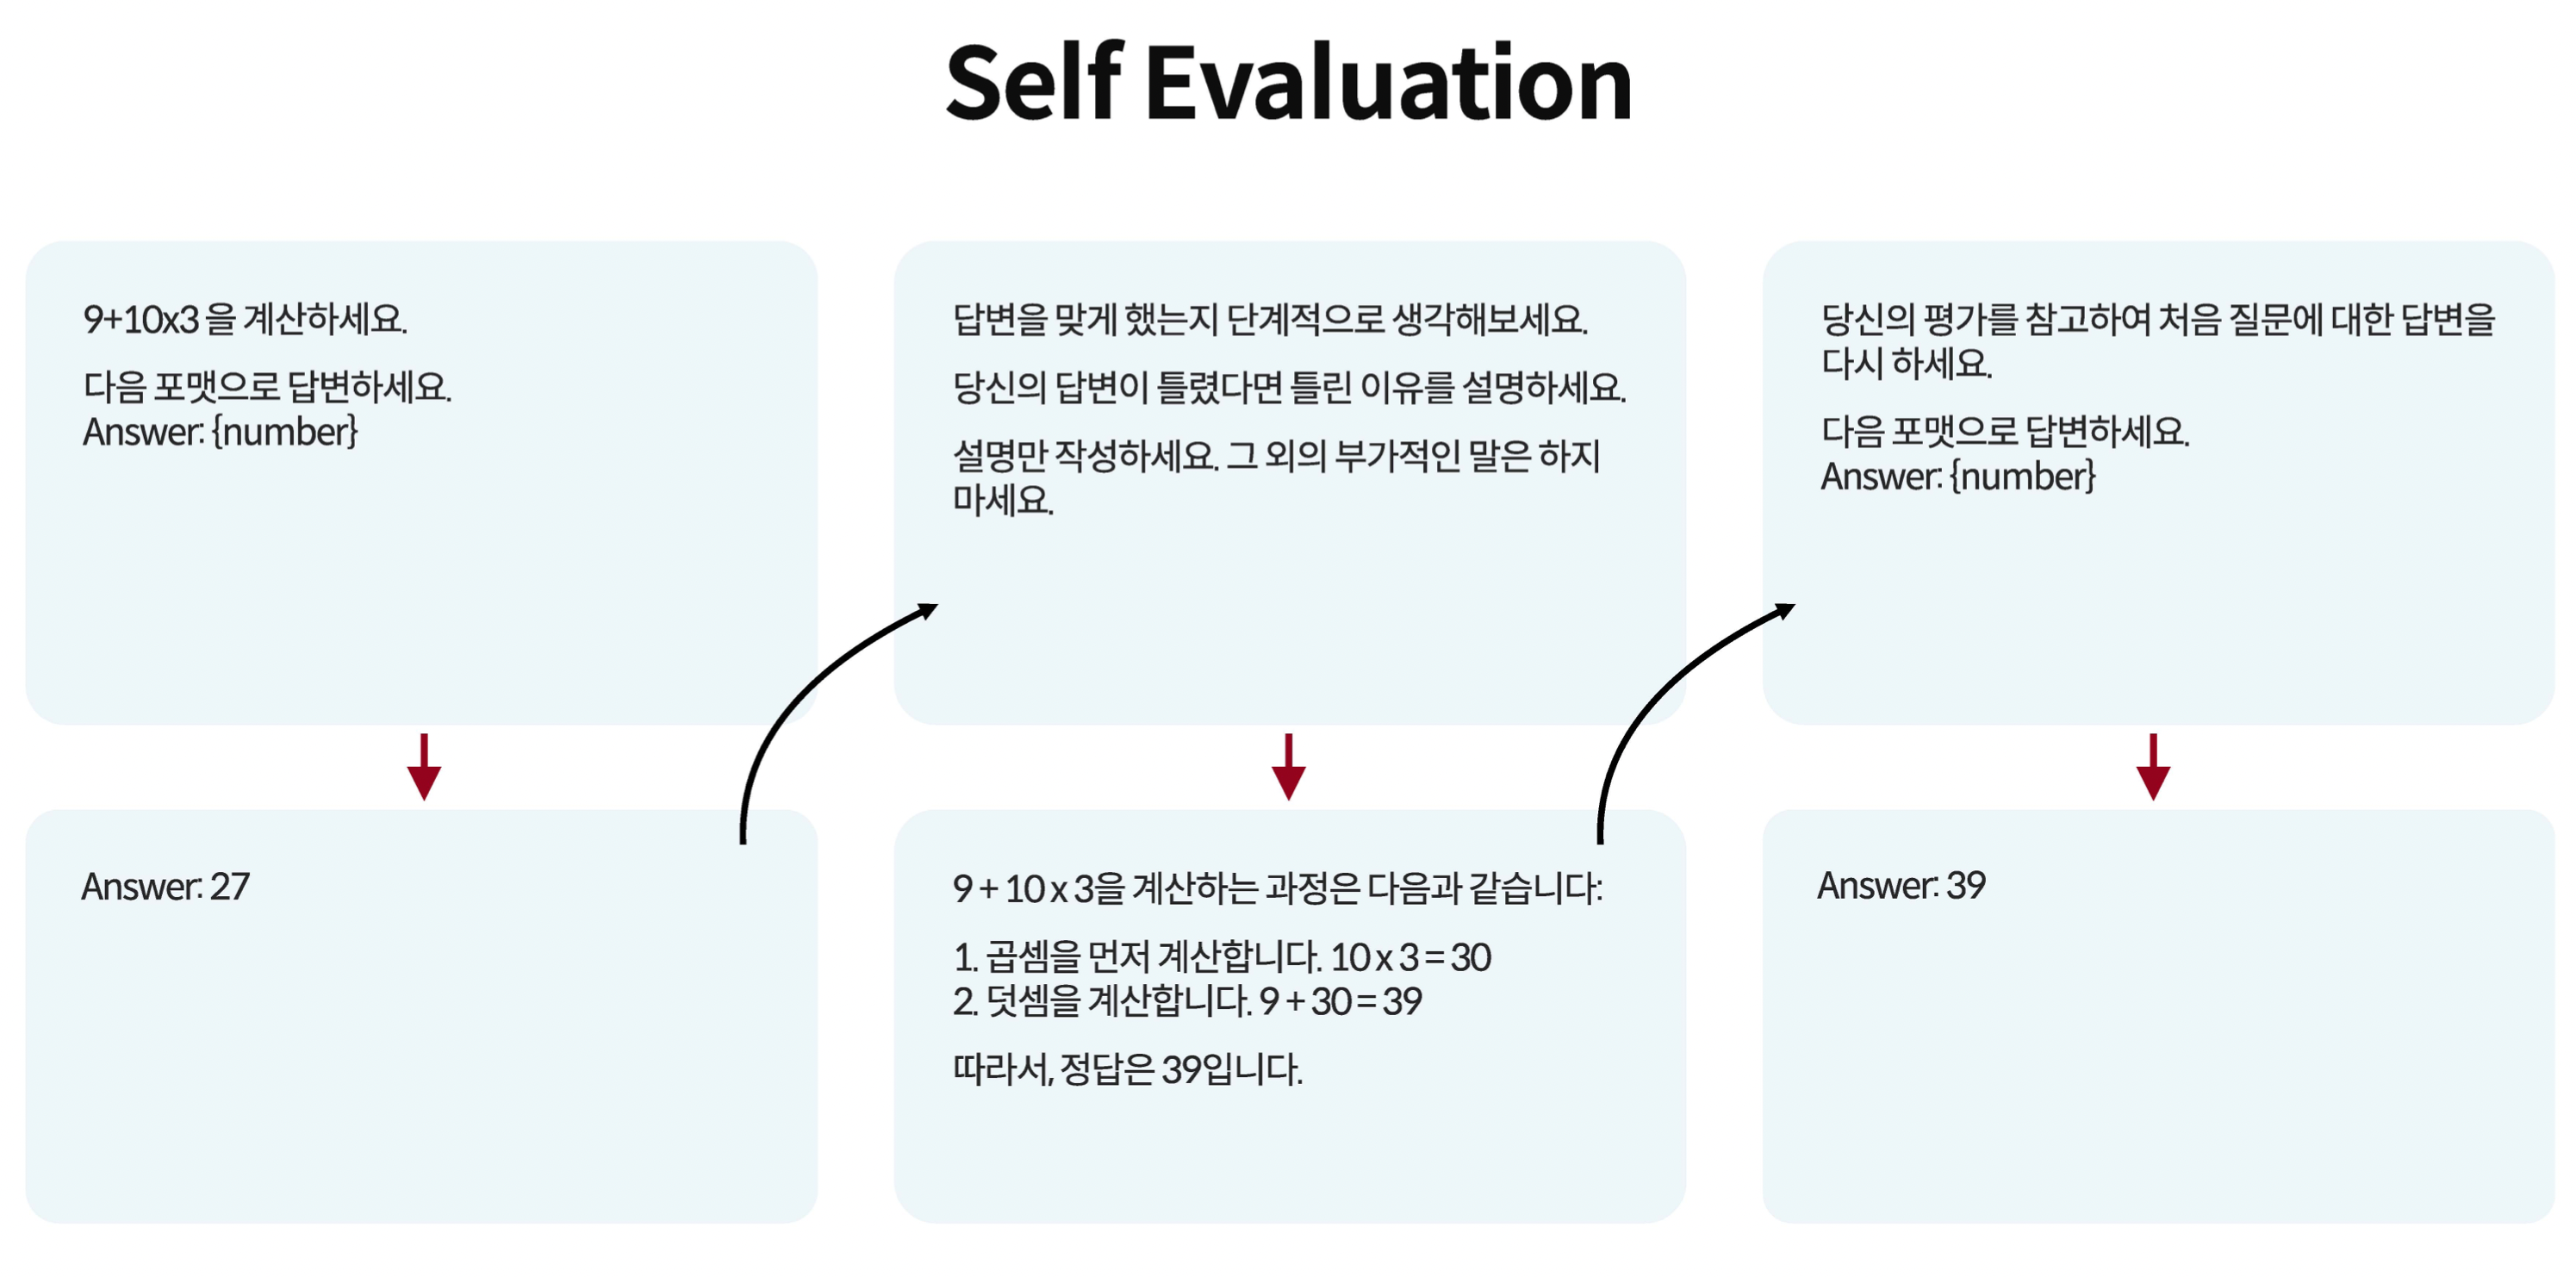 Self Evaluation
9+10x3 을 계산하세요.
다음 포맷으로 답변하세요.
Answer: {number}
Answer: 27
답변을 맞게 했는지 단계적으로 생각해보세요.
당신의 답변이 틀렸다면 틀린 이유를 설명하세요.
설명만 작성하세요. 그 외의 부가적인 말은 하지
마세요.
9 + 10 x 3을 계산하는 과정은 다음과 같습니다:
1. 곱셈을 먼저 계산합니다. 10 x 3 = 30
2. 덧셈을 계산합니다. 9 + 30 = 39
따라서, 정답은 39입니다.
당신의 평가를 참고하여 처음 질문에 대한 답변을
다시 하세요.
다음 포맷으로 답변하세요.
Answer: {number}
Answer: 39